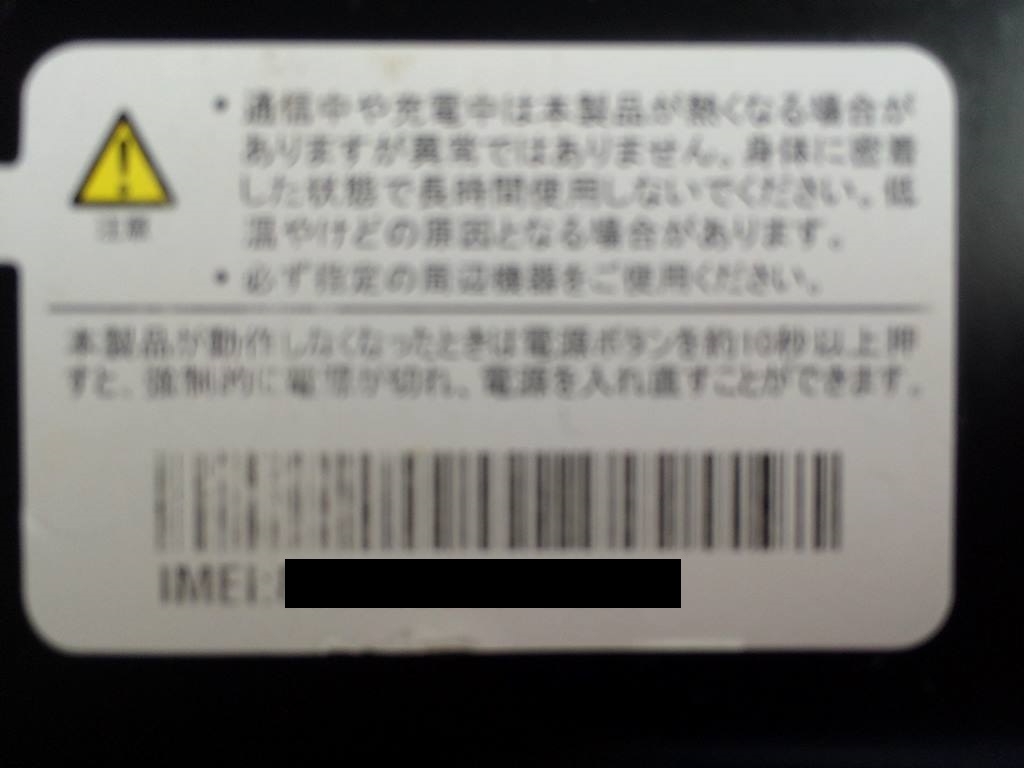 注意
• 通信中や充電中は本製品が熱くなる場合が
ありますが異常ではありません。身体に密着
した状態で長時間使用しないでください。低
温やけどの原因となる場合があります。
• 必ず指定の周辺機器をご使用ください。
本製品が動作しなくなったときは電源ボタンを約10秒以上押
すと、強制的に電源が切れ、電源を入れ直すことができます。
IMEI: